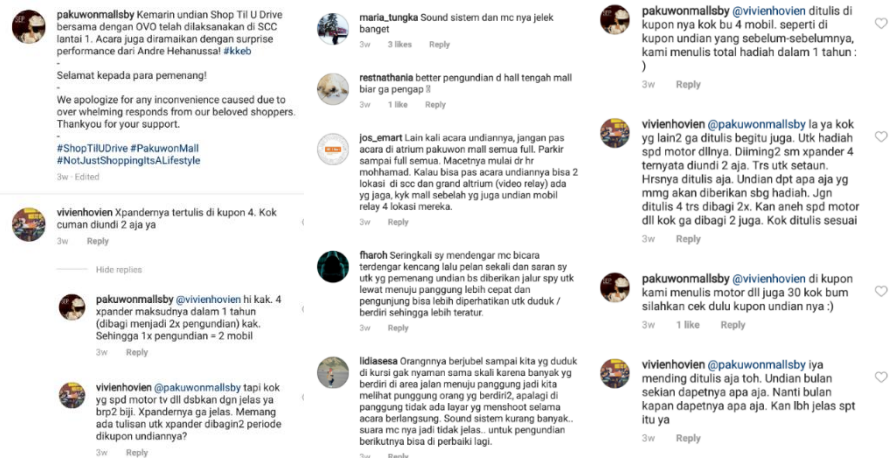 pakuwonmallsby Kemarin undian Shop Til U Drive
bersama dengan OVO telah dilaksanakan di SCC
lantai 1. Acara juga diramaikan dengan surprise
performance dari Andre Hehanussa! #kkeb
-
Selamat kepada para pemenang!
-
We apologize for any inconvenience caused due to
over whelming responds from our beloved shoppers.
Thankyou for your support.
-
#ShopTilUDrive #PakuwonMall
#NotJustShoppingItsALifestyle
3w · Edited
vivienhovien Xpandernya tertulis di kupon 4. Kok
cuman diundi 2 aja ya
3w Reply
Hide replies
pakuwonmallsby @vivienhovien hi kak. 4
xpander maksudnya dalam 1 tahun
(dibagi menjadi 2x pengundian) kak.
Sehingga 1x pengundian = 2 mobil
3w Reply
vivienhovien @pakuwonmallsby tapi kok
yg spd motor tv dll dsbkan dgn jelas ya
brp2 biji. Xpandernya ga jelas. Memang
ada tulisan utk xpander dibagin2 periode
dikupon undiannya?
3w Reply
maria_tungka Sound sistem dan mc nya jelek
banget
3w 3 likes Reply
restnathania better pengundian d hall tengah mall
biar ga pengap
3w 1 like Reply
jos_emart Lain kali acara undiannya, jangan pas
acara di atrium pakuwon mall semua full. Parkir
sampai full semua. Macetnya mulai dr hr
mohhamad. Kalau bisa pas acara undiannya bisa 2
lokasi di scc dan grand altrium (video relay) ada
yg jaga, kyk mall sebelah yg juga undian mobil
relay 4 lokasi mereka.
3w Reply
fharoh Seringkali sy mendengar mc bicara
terdengar kencang lalu pelan sekali dan saran sy
utk yg pemenang undian bs diberikan jalur spy utk
lewat menuju panggung lebih cepat dan
pengunjung bisa lebih diperhatikan utk duduk /
berdiri sehingga lebih teratur.
3w Reply
lidiasesa Orangnnya berjubel sampai kita yg duduk
di kursi gak nyaman sama skali karena banyak yg
berdiri di area jalan menuju panggung jadi kita
melihat punggung orang yg berdiri2, apalagi di
panggung tidak ada layar yg menshoot selama
acara berlangsung. Sound sistem kurang banyak..
suara mc nya jadi tidak jelas.. untuk pengundian
berikutnya bisa di perbaiki lagi.
3w Reply
pakuwonmallsby @vivienhovien ditulis di
kupon nya kok bu 4 mobil. seperti di
kupon undian yang sebelum-sebelumnya,
kami menulis total hadiah dalam 1 tahun :
)
3w Reply
vivienhovien @pakuwonmallsby la ya kok
yg lain2 ga ditulis begitu juga. Utk hadiah
spd motor dllnya. Diiming2 sm xpander 4
ternyata diundi 2 aja. Trs utk setaun.
Hrsnya ditulis aja. Undian dpt apa aja yg
mmg akan diberikan sbg hadiah. Jgn
ditulis 4 trs dibagi 2x. Kan aneh spd motor
dll kok ga dibagi 2 juga. Kok ditulis sesuai
3w Reply
pakuwonmallsby @vivienhovien di kupon
kami menulis motor dll juga 30 kok bum
silahkan cek dulu kupon undian nya :)
3w 1 like Reply
vivienhovien @pakuwonmallsby iya
mending ditulis aja toh. Undian bulan
sekian dapetnya apa aja. Nanti bulan
kapan dapetnya apa aja. Kan lbh jelas spt
itu ya
3w Reply